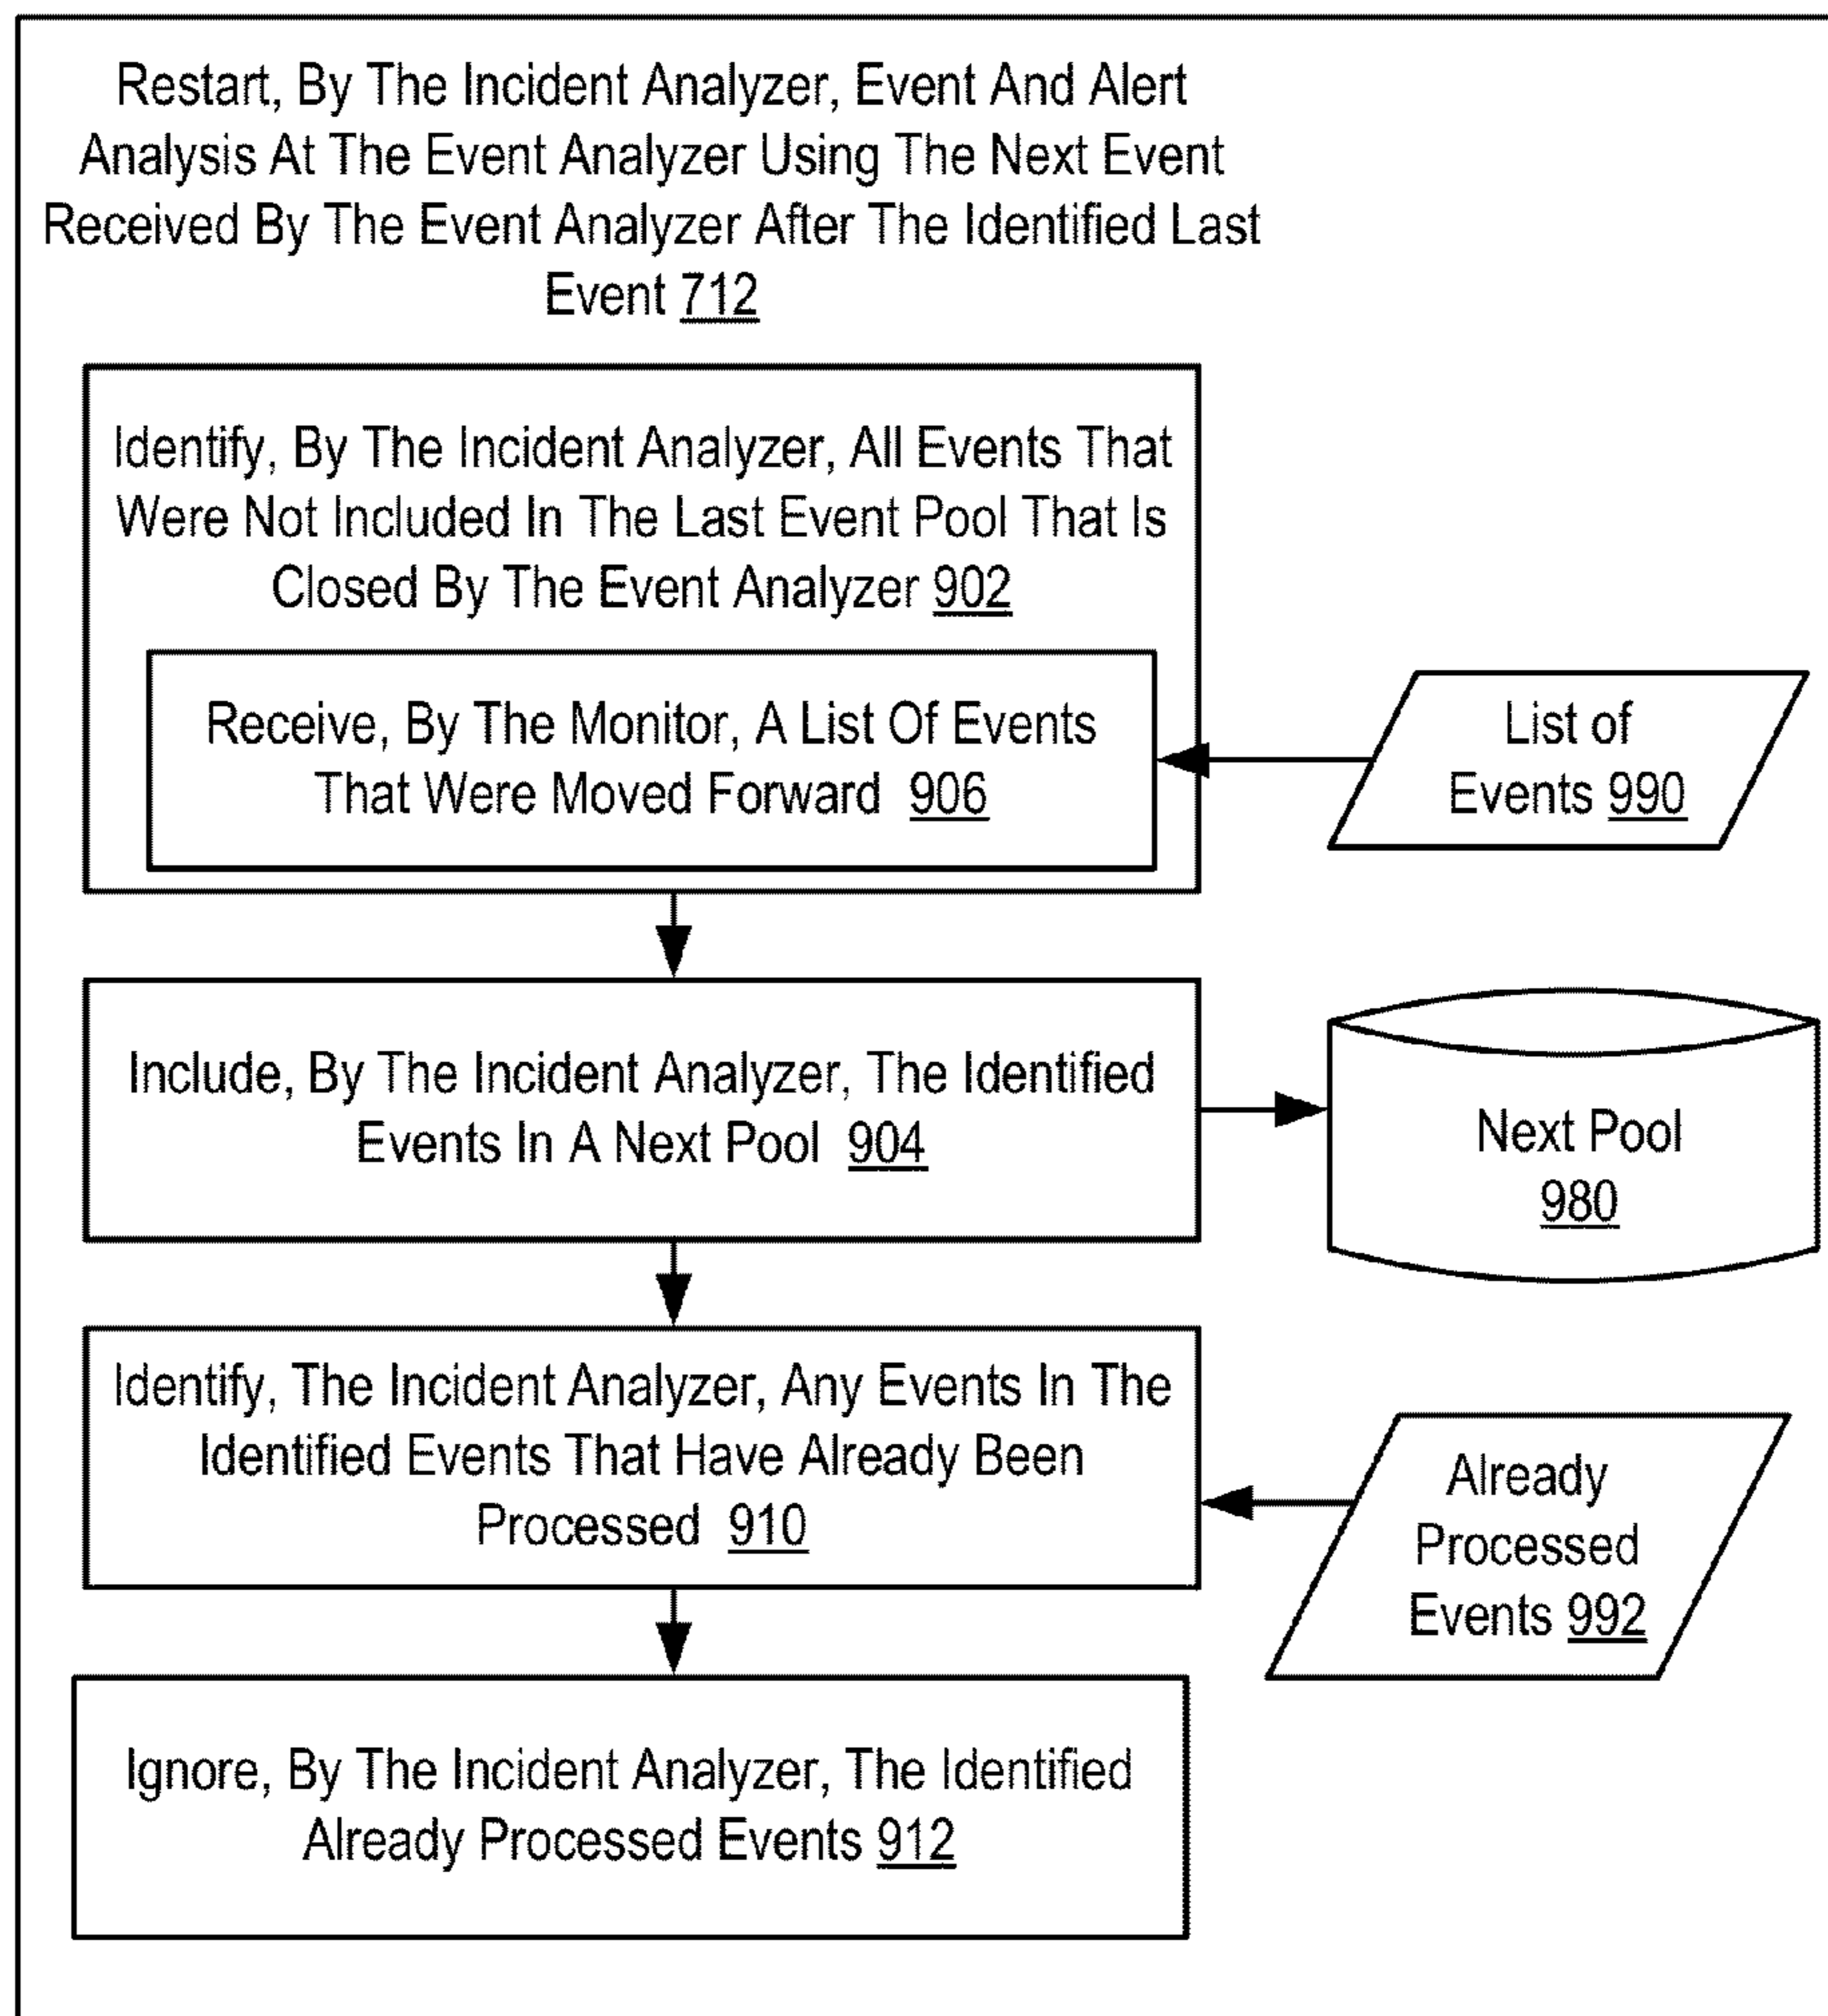 Restart, By The Incident Analyzer, Event And Alert
Analysis At The Event Analyzer Using The Next Event
Received By The Event Analyzer After The Identified Last
Event 712
Identify, By The Incident Analyzer, All Events That
Were Not Included In The Last Event Pool That Is
Closed By The Event Analyzer 902
Receive, By The Monitor, A List Of Events
That Were Moved Forward 906
List of
Events 990
Include, By The Incident Analyzer, The Identified
Events In A Next Pool 904
Next Pool
980
Identify, The Incident Analyzer, Any Events In The
Identified Events That Have Already Been
Processed 910
Already
Processed
Events 992
Ignore, By The Incident Analyzer, The Identified
Already Processed Events 912